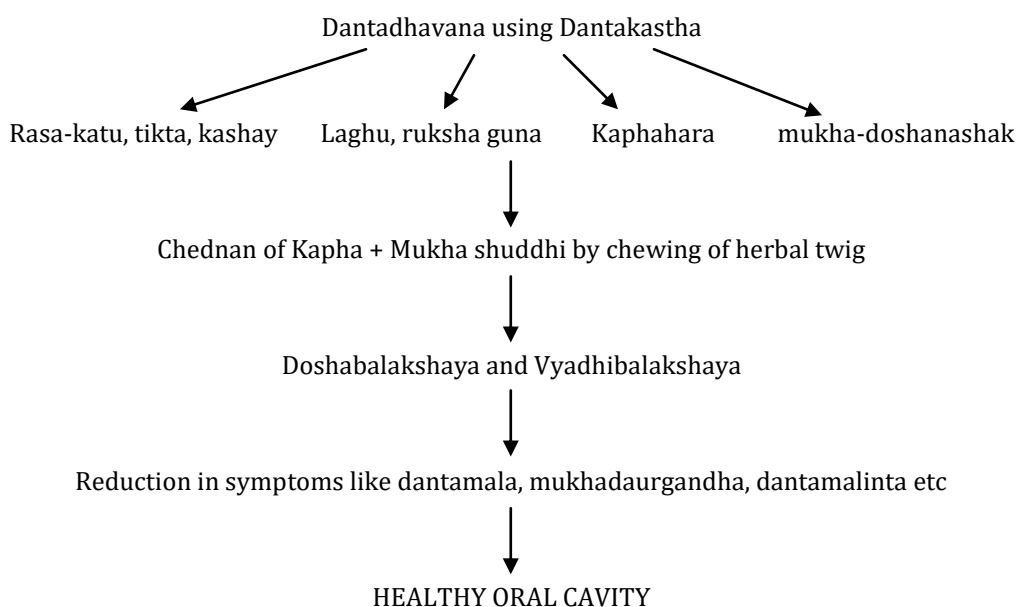 Dantadhavana using Dantakastha
Rasa-katu, tikta, kashay Laghu, ruksha guna Kaphahara mukha-doshanashak
Chednan of Kapha + Mukha shuddhi by chewing of herbal twig
Doshabalakshaya and Vyadhibalakshaya
Reduction in symptoms like dantamala, mukhadaurgandha, dantamalinta etc
HEALTHY ORAL CAVITY